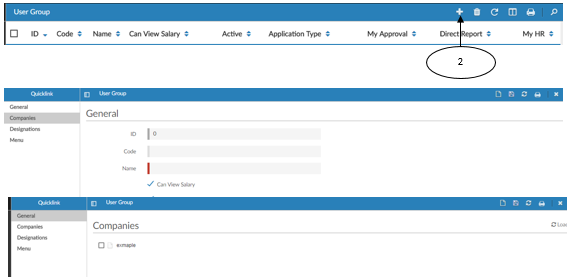 User Group
ID Code Name Can View Salary Active Application Type My Approval Direct Report My HR
2
Quicklink User Group
General
Companies
Designations
Menu
General
ID 0
Code
Name
Can View Salary
Quicklink User Group
General
Companies
Designations
Menu
Companies
exmaple